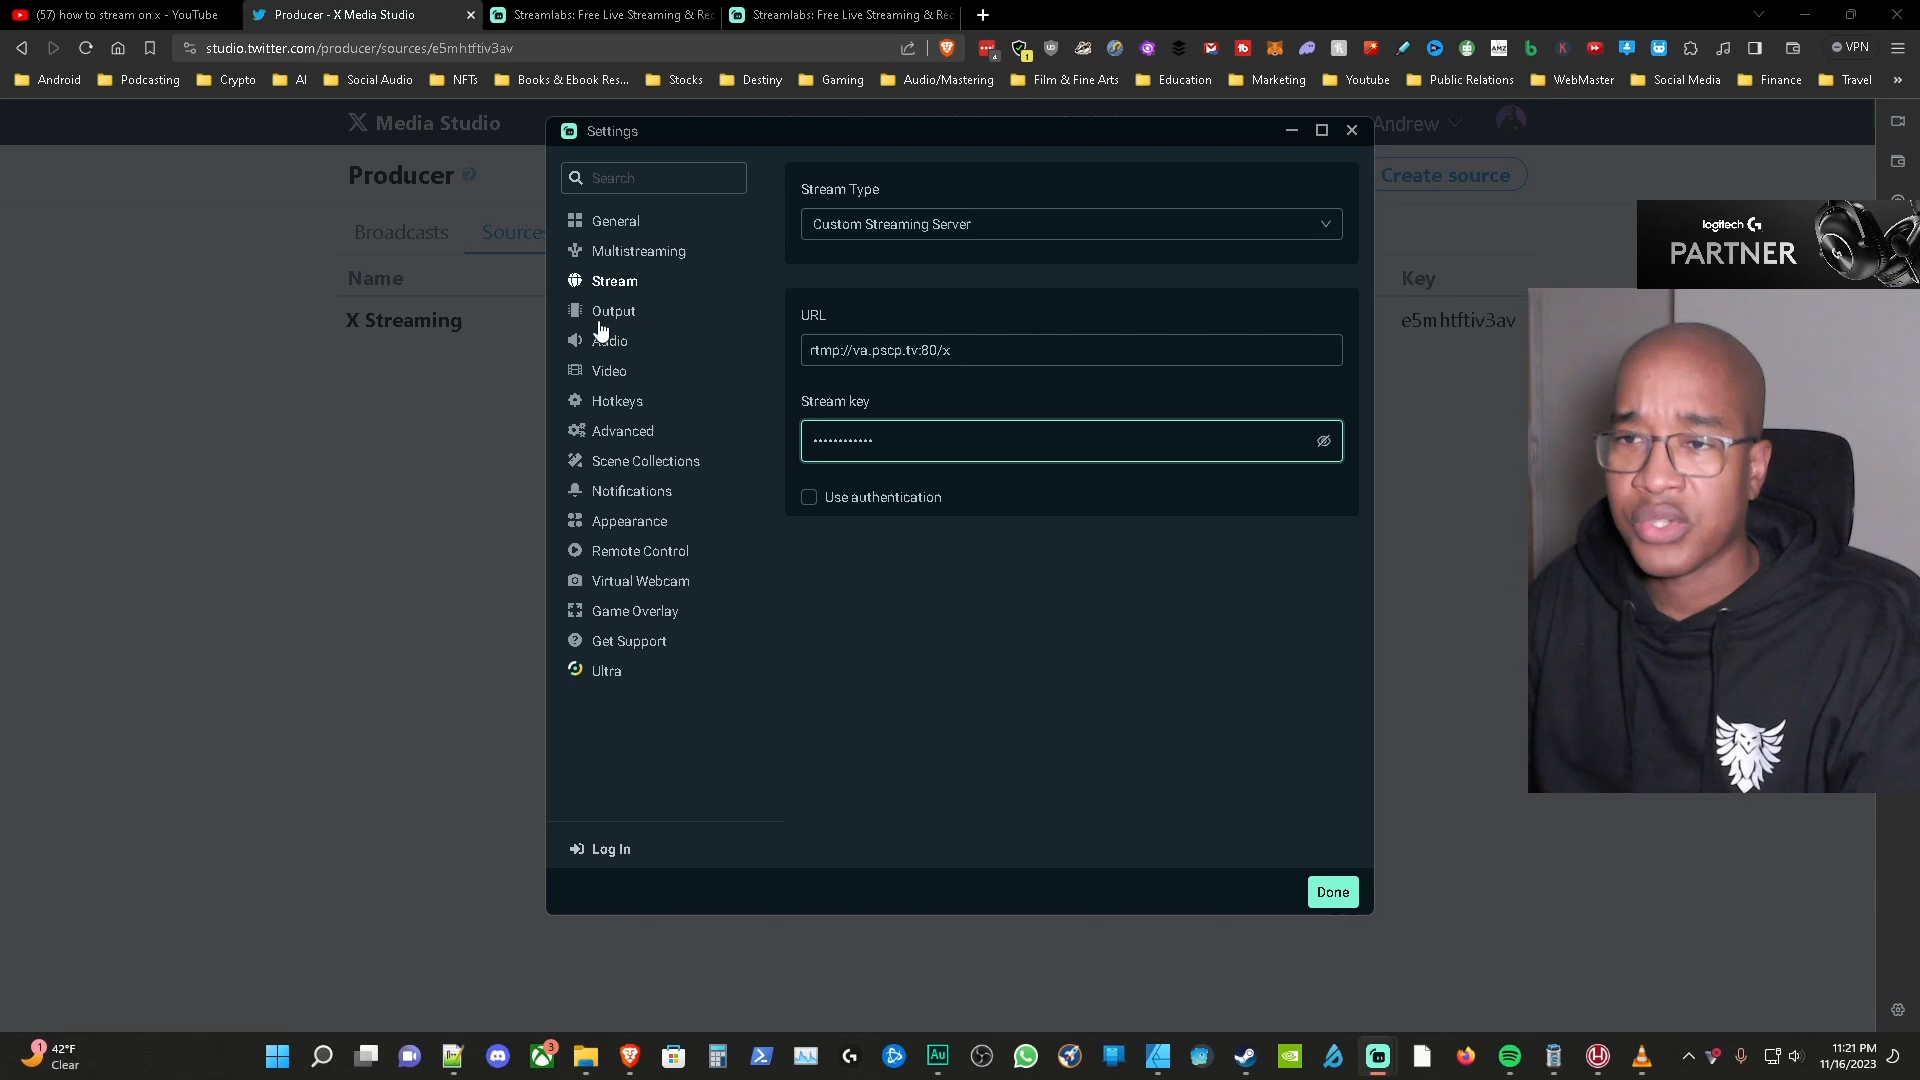 (57) how to stream on x - YouTube
Producer - X Media Studio
Streamlabs: Free Live Streaming & Rec
Streamlabs: Free Live Streaming & Rec
studio.twitter.com/producer/sources/e5mhtftiv3av
VPN
Android
Podcasting
Crypto
AI
Social Audio
NFTs
Books & Ebook Res...
Stocks
Destiny
Gaming
Audio/Mastering
Film & Fine Arts
Education
Marketing
Youtube
Public Relations
WebMaster
Social Media
Finance
Travel
X Media Studio
Andrew
Producer
Create source
Broadcasts
Sources
Name
Key
X Streaming
e5mhtftiv3av
Settings
Search
General
Multistreaming
Stream
Output
Audio
Video
Hotkeys
Advanced
Scene Collections
Notifications
Appearance
Remote Control
Virtual Webcam
Game Overlay
Get Support
Ultra
Log In
Stream Type
Custom Streaming Server
URL
rtmp://va.pscp.tv:80/x
Stream key
Use authentication
Done
logitech G
PARTNER
42°F
Clear
11:21 PM
11/16/2023